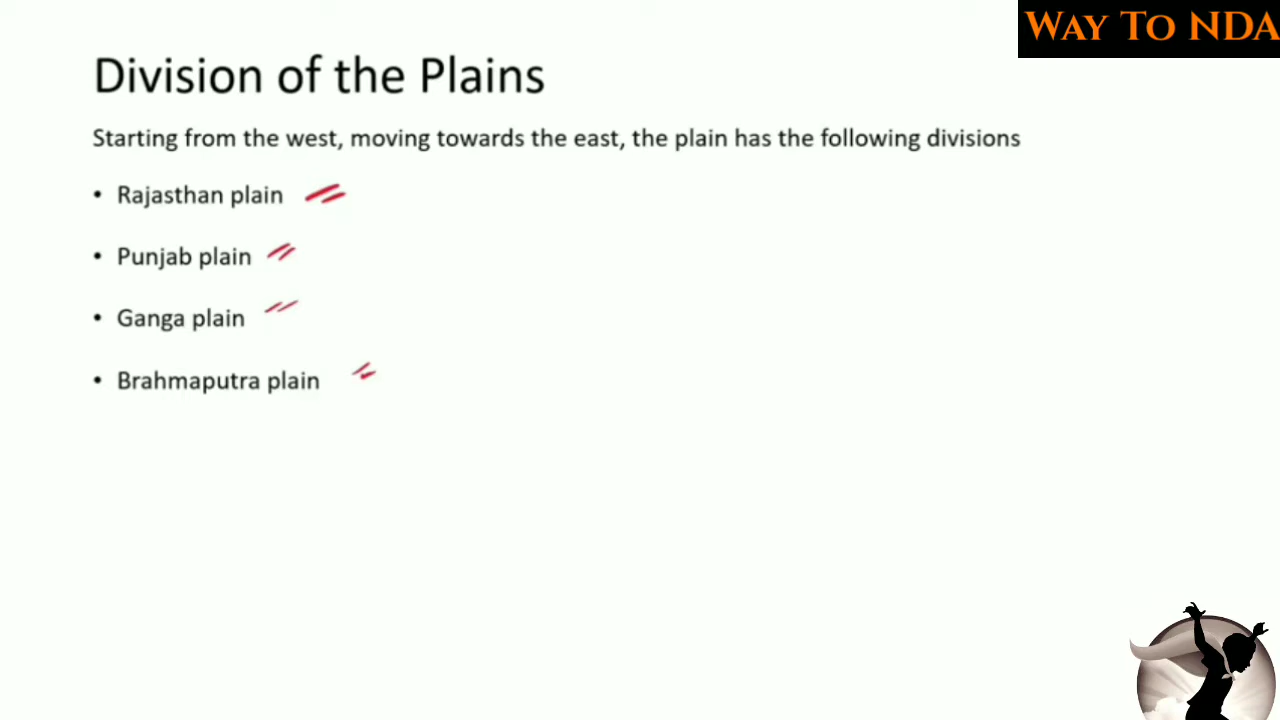 WAY TO NDA
Division of the Plains
Starting from the west, moving towards the east, the plain has the following divisions
• Rajasthan plain
• Punjab plain
• Ganga plain
• Brahmaputra plain